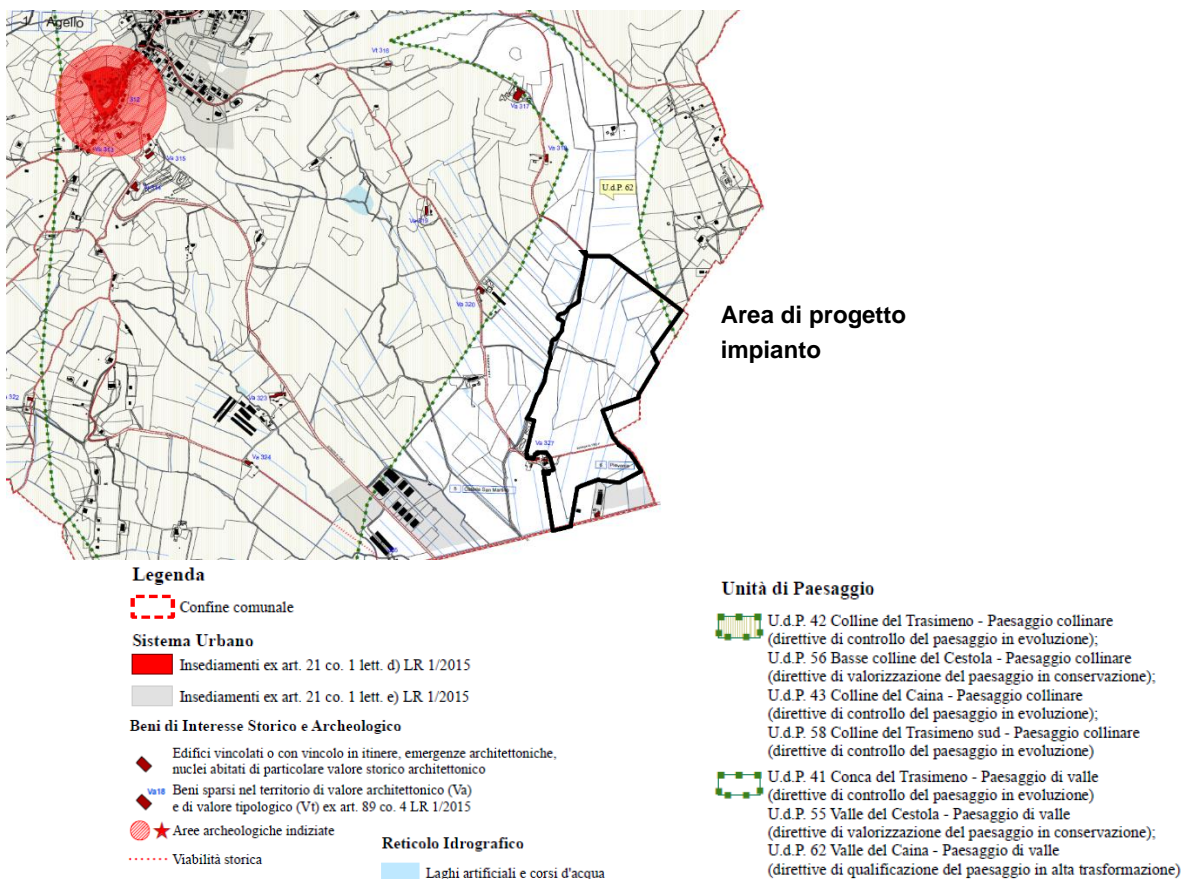 1 Agello
Vt 316
312
Va 317
Va 315
U.d.P. 62
Va 320
Area di progetto
impianto
Va 323
Va 321
Va 324
Legenda
Confine comunale
Sistema Urbano
Insediamenti ex art. 21 co. 1 lett. d) LR 1/2015
Insediamenti ex art. 21 co. 1 lett. e) LR 1/2015
Beni di Interesse Storico e Archeologico
Edifici vincolati o con vincolo in itinere, emergenze architettoniche,
nuclei abitati di particolare valore storico architettonico
Va18 Beni sparsi nel territorio di valore architettonico (Va)
e di valore tipologico (Vt) ex art. 89 co. 4 LR 1/2015
Aree archeologiche indiziate
Viabilità storica
Reticolo Idrografico
Laghi artificiali e corsi d'acqua
Unità di Paesaggio
U.d.P. 42 Colline del Trasimeno - Paesaggio collinare
(direttive di controllo del paesaggio in evoluzione);
U.d.P. 56 Basse colline del Cestola - Paesaggio collinare
(direttive di valorizzazione del paesaggio in conservazione);
U.d.P. 43 Colline del Caina - Paesaggio collinare
(direttive di controllo del paesaggio in evoluzione);
U.d.P. 58 Colline del Trasimeno sud - Paesaggio collinare
(direttive di controllo del paesaggio in evoluzione)
U.d.P. 41 Conca del Trasimeno - Paesaggio di valle
(direttive di controllo del paesaggio in evoluzione)
U.d.P. 55 Valle del Cestola - Paesaggio di valle
(direttive di valorizzazione del paesaggio in conservazione);
U.d.P. 62 Valle del Caina - Paesaggio di valle
(direttive di qualificazione del paesaggio in alta trasformazione)